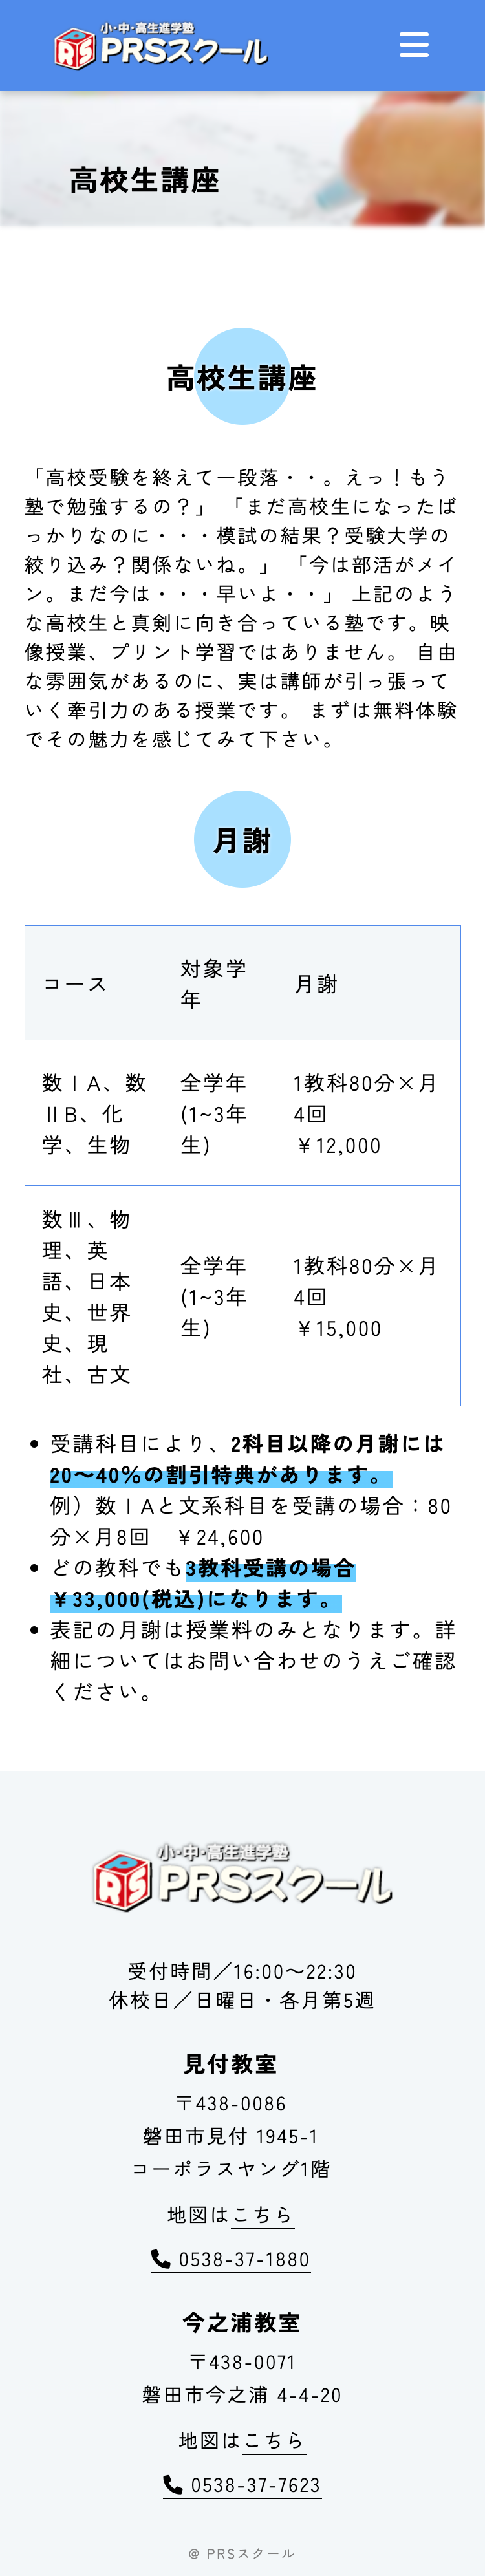 小・中・高生進学塾
PRSスクール
高校生講座
高校生講座
「高校受験を終えて一段落・・。えっ！もう
塾で勉強するの？」 「まだ高校生になったば
っかりなのに・・・模試の結果？受験大学の
絞り込み？関係ないね。」 「今は部活がメイ
ン。まだ今は・・・早いよ・・」 上記のよう
な高校生と真剣に向き合っている塾です。映
像授業、プリント学習ではありません。 自由
な雰囲気があるのに、実は講師が引っ張って
いく牽引力のある授業です。 まずは無料体験
でその魅力を感じてみて下さい。
月謝
コース
対象学
年
月謝
数ⅠA、数
ⅡB、化
学、生物
全学年
(1~3年
生)
1教科80分×月
4回
￥12,000
数Ⅲ、物
理、英
語、日本
史、世界
史、現
社、古文
全学年
(1~3年
生)
1教科80分×月
4回
￥15,000
• 受講科目により、2科目以降の月謝には
20～40％の割引特典があります。
例）数ⅠAと文系科目を受講の場合：80
分×月8回　￥24,600
• どの教科でも3教科受講の場合
￥33,000(税込)になります。
• 表記の月謝は授業料のみとなります。詳
細についてはお問い合わせのうえご確認
ください。
小・中・高生進学塾
PRSスクール
受付時間／16:00～22:30
休校日／日曜日・各月第5週
見付教室
〒438-0086
磐田市見付 1945-1
コーポラスヤング1階
地図はこちら
0538-37-1880
今之浦教室
〒438-0071
磐田市今之浦 4-4-20
地図はこちら
0538-37-7623
@ PRSスクール